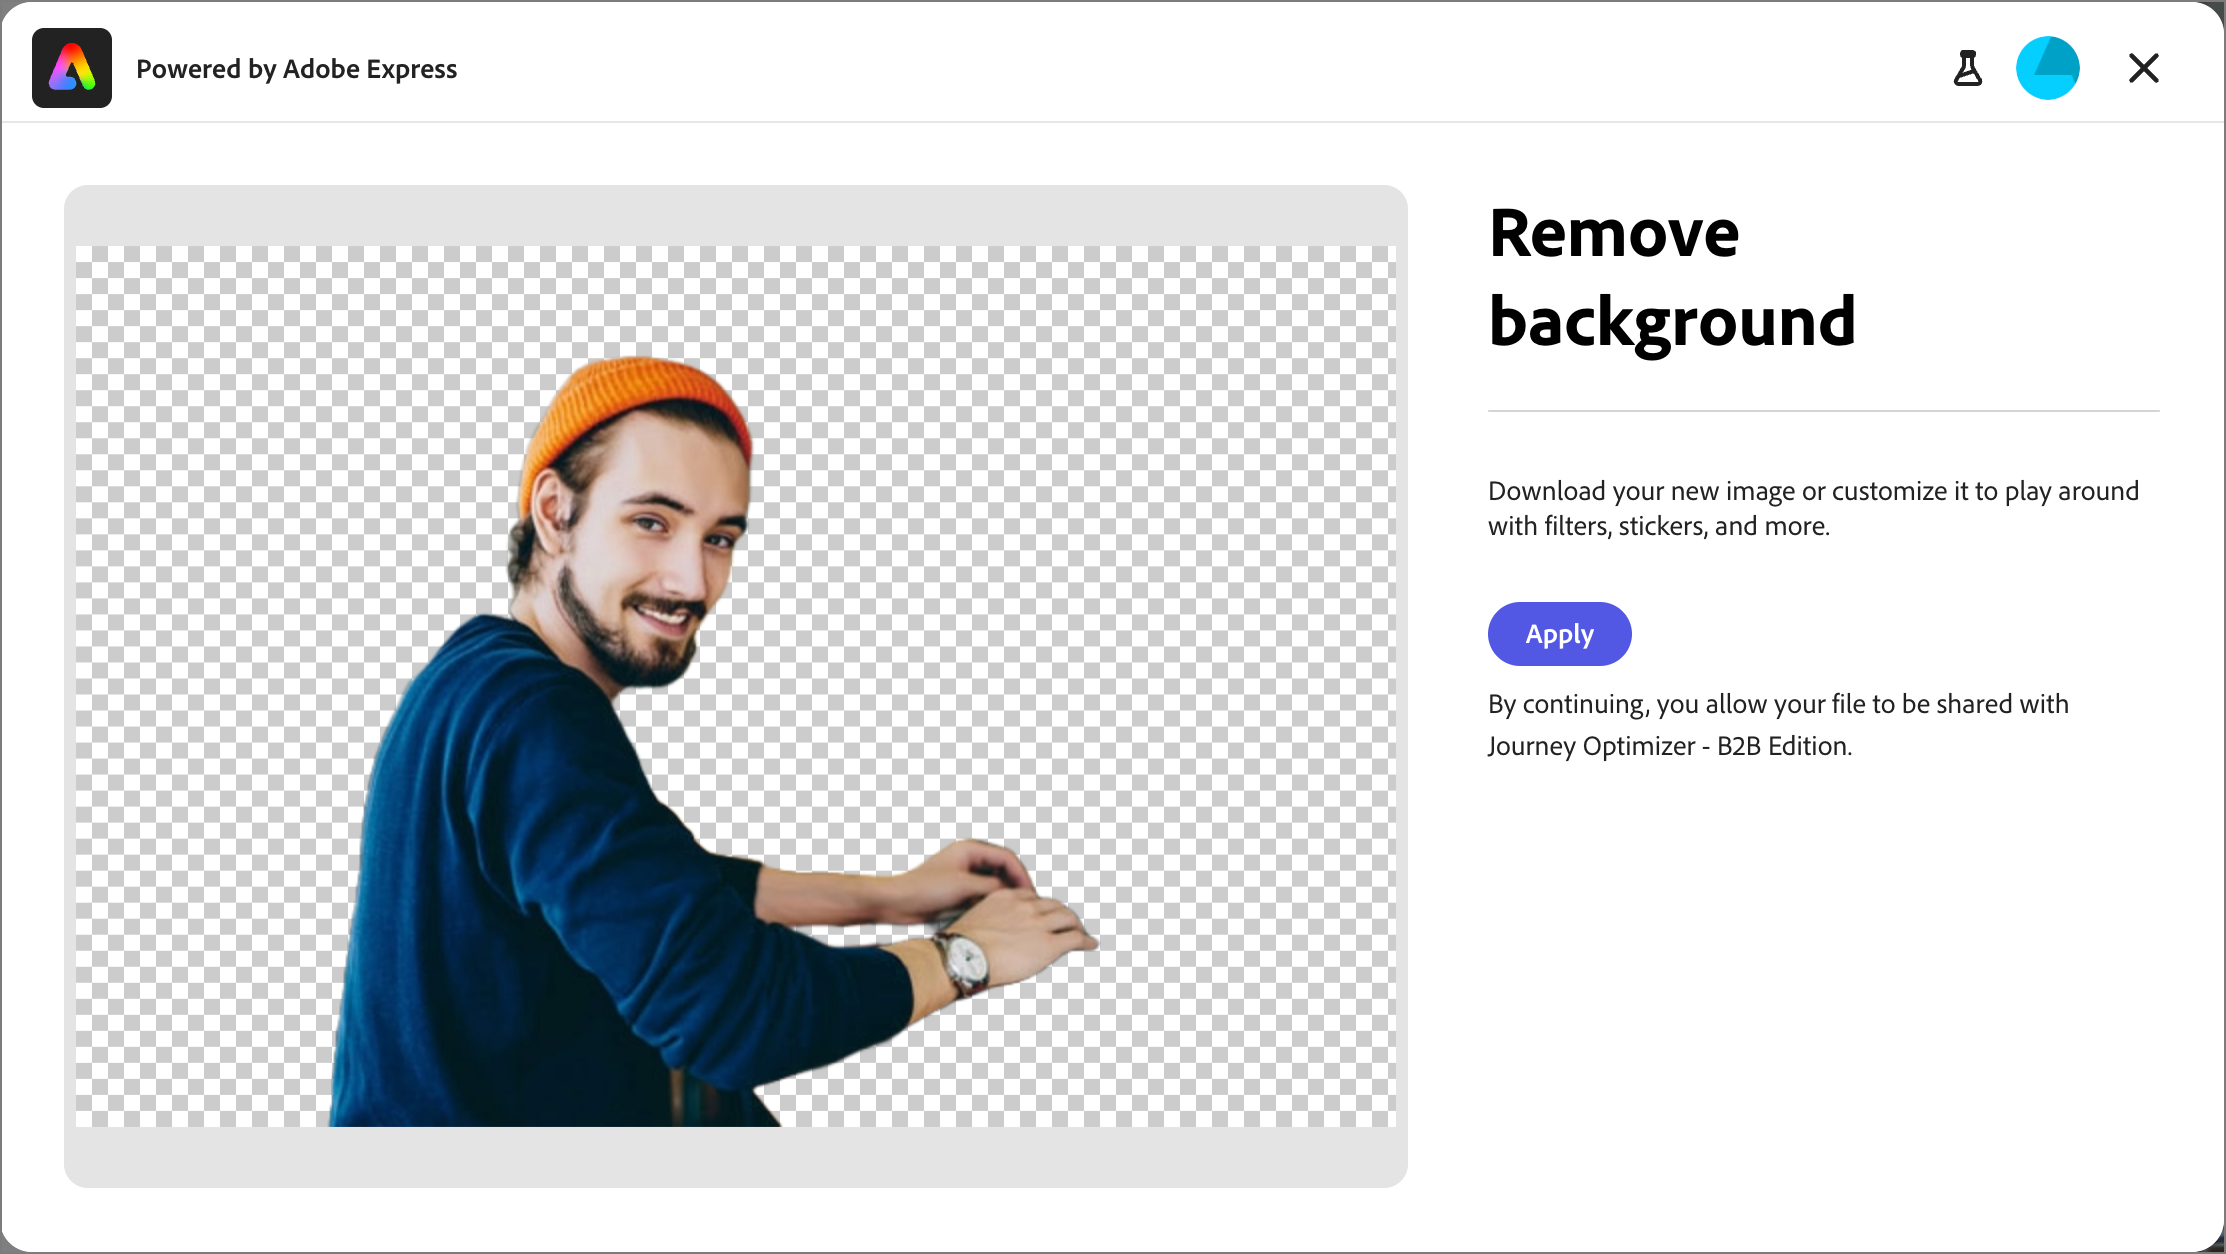 Powered by Adobe Express
Remove
background
Download your new image or customize it to play around
with filters, stickers, and more.
Apply
By continuing, you allow your file to be shared with
Journey Optimizer - B2B Edition.